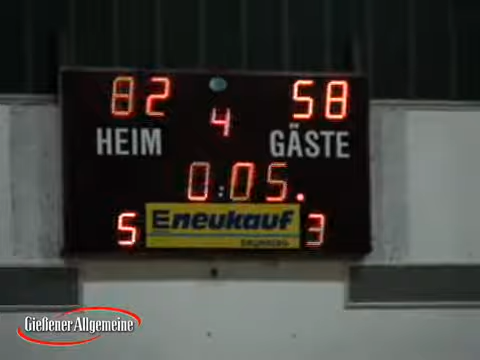 82 58
4
HEIM GÄSTE
0:05.
5 Eneukauf 3
Gießener Allgemeine